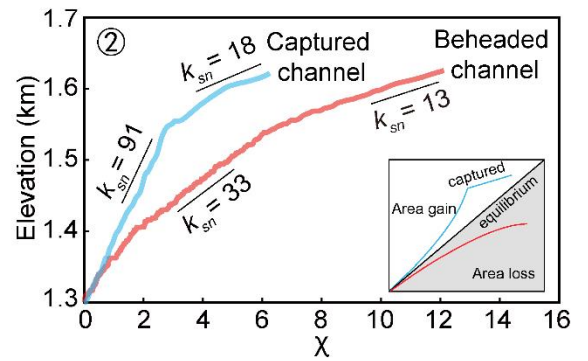 ②
Captured
channel
Beheaded
channel
k_sn = 18
k_sn = 91
k_sn = 33
k_sn = 13
Elevation (km)
1.7
1.6
1.5
1.4
1.3
0 2 4 6 8 10 12 14 16
χ
captured
equilibrium
Area gain
Area loss